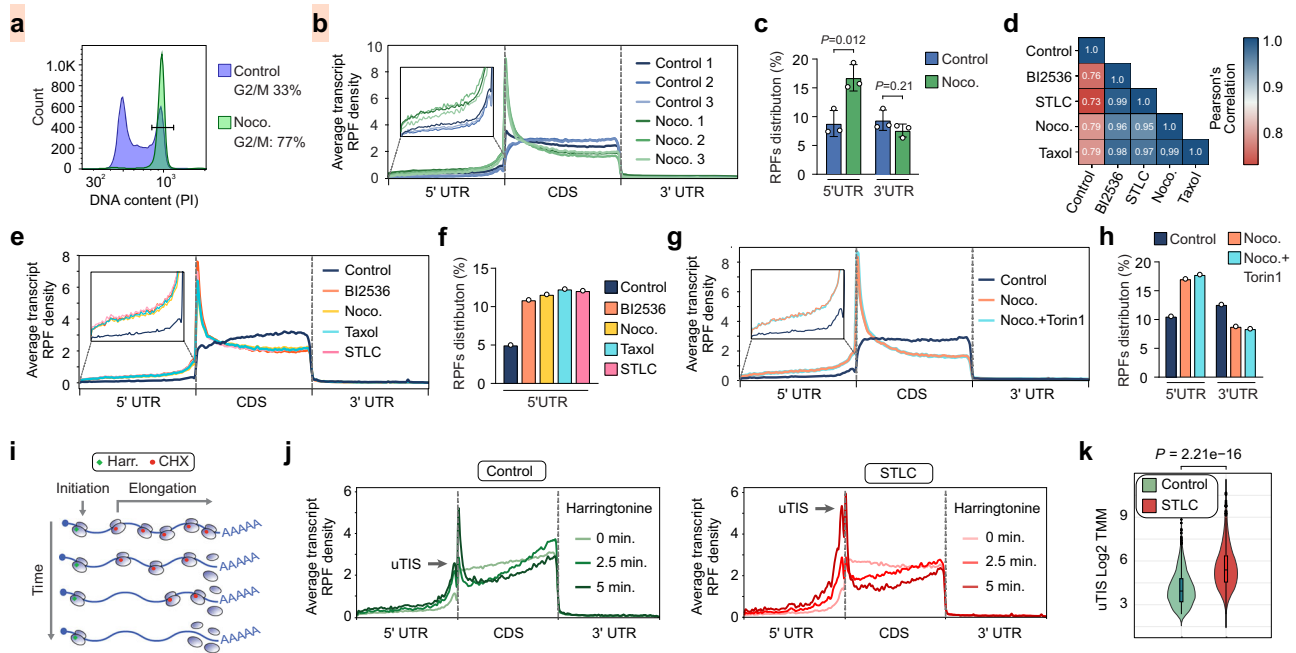 a
1.0K
800
600
400
200
0
Count
30²
10³
DNA content (PI)
Control
G2/M 33%
Noco.
G2/M: 77%
b
Average transcript
RPF density
10
8
6
4
2
0
5' UTR
CDS
3' UTR
Control 1
Control 2
Control 3
Noco. 1
Noco. 2
Noco. 3
c
RPFs distribution (%)
20
15
10
5
0
P=0.012
P=0.21
Control
Noco.
5'UTR
3'UTR
d
Control
BI2536
STLC
Noco.
Taxol
1.0
0.76
1.0
0.73
0.99
1.0
0.79
0.96
0.95
1.0
0.79
0.98
0.97
0.99
1.0
Control
BI2536
STLC
Noco.
Taxol
Pearson's
Correlation
1.0
0.9
0.8
e
Average transcript
RPF density
8
6
4
2
0
5' UTR
CDS
3' UTR
Control
BI2536
Noco.
Taxol
STLC
f
RPFs distributon (%)
15
10
5
0
5'UTR
Control
BI2536
Noco.
Taxol
STLC
g
Average transcript
RPF density
8
6
4
2
0
5' UTR
CDS
3' UTR
Control
Noco.
Noco.+Torin1
h
Control
Noco.
Noco.+
Torin1
RPFs distributon (%)
20
15
10
5
0
5'UTR
3'UTR
i
Harr.
CHX
Initiation
Elongation
Time
AAAAA
AAAAA
AAAAA
AAAAA
j
Control
Average transcript
RPF density
6
4
2
0
uTIS
Harringtonine
0 min.
2.5 min.
5 min.
5' UTR
CDS
3' UTR
STLC
Average transcript
RPF density
6
4
2
0
uTIS
Harringtonine
0 min.
2.5 min.
5 min.
5' UTR
CDS
3' UTR
k
P = 2.21e−16
Control
STLC
uTIS Log2 TMM
9
6
3